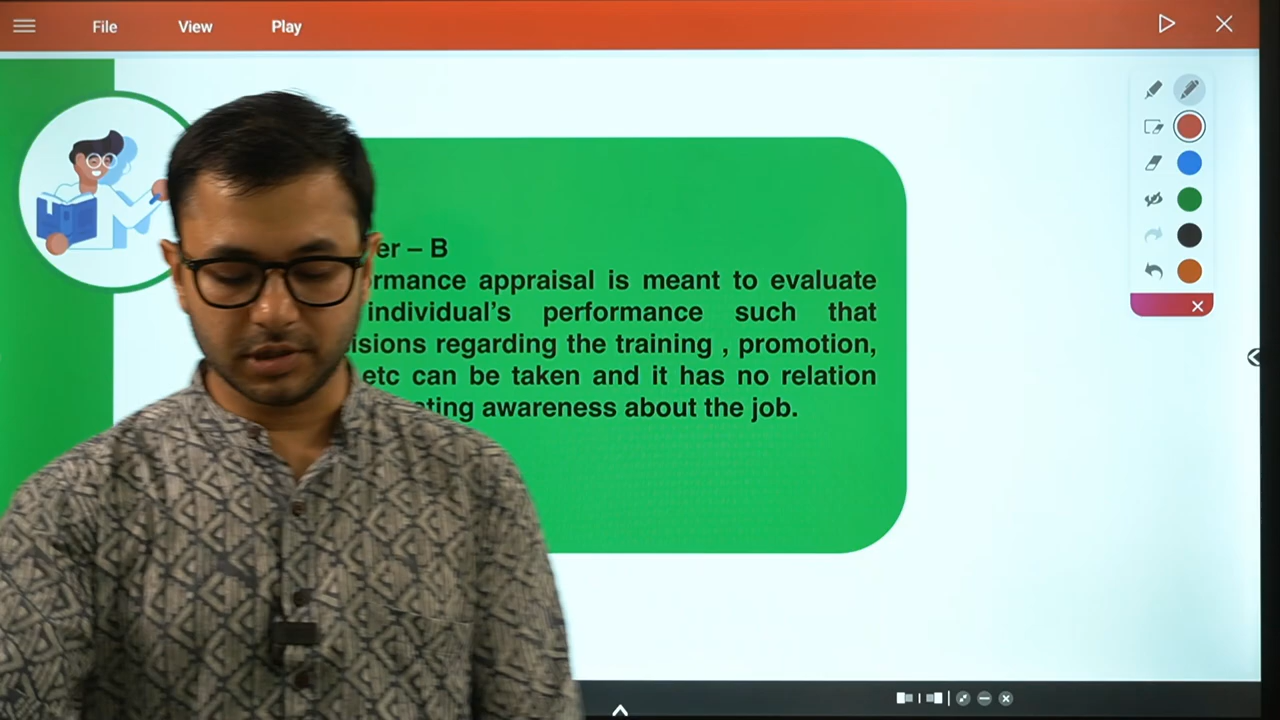 File View Play
er – B
rmance appraisal is meant to evaluate
individual’s performance such that
isions regarding the training , promotion,
etc can be taken and it has no relation
ting awareness about the job.